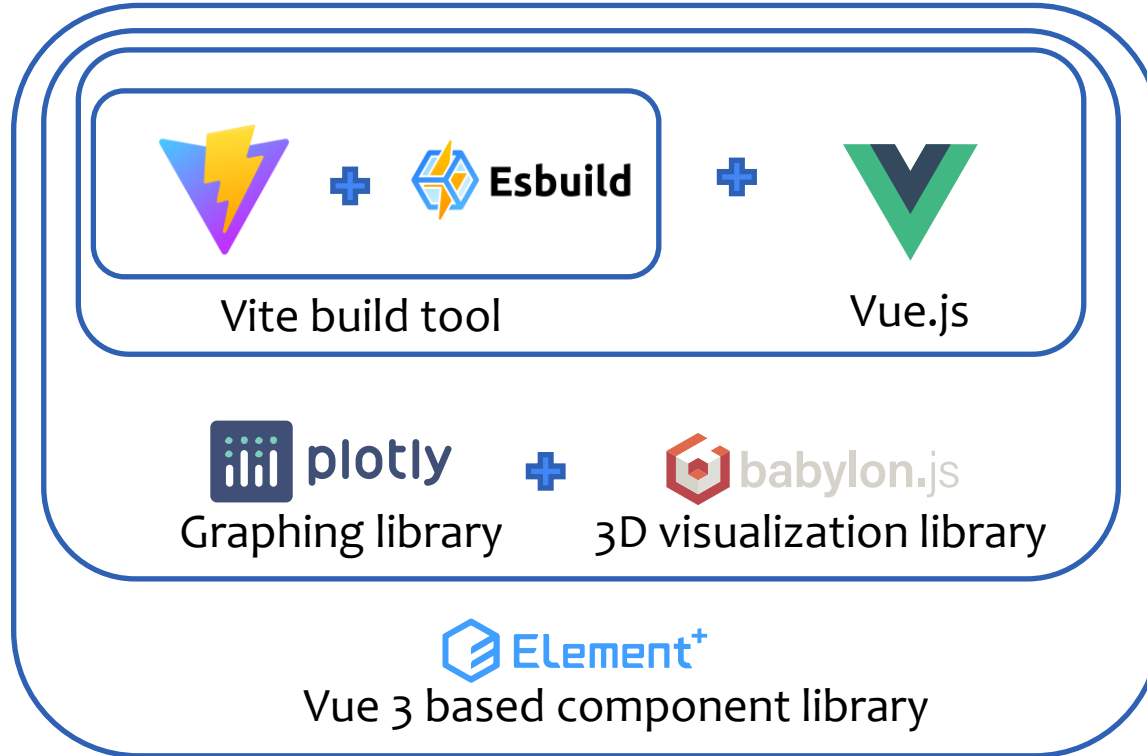 Esbuild
Vite build tool
Vue.js
plotly
babylon.js
Graphing library
3D visualization library
Element+
Vue 3 based component library